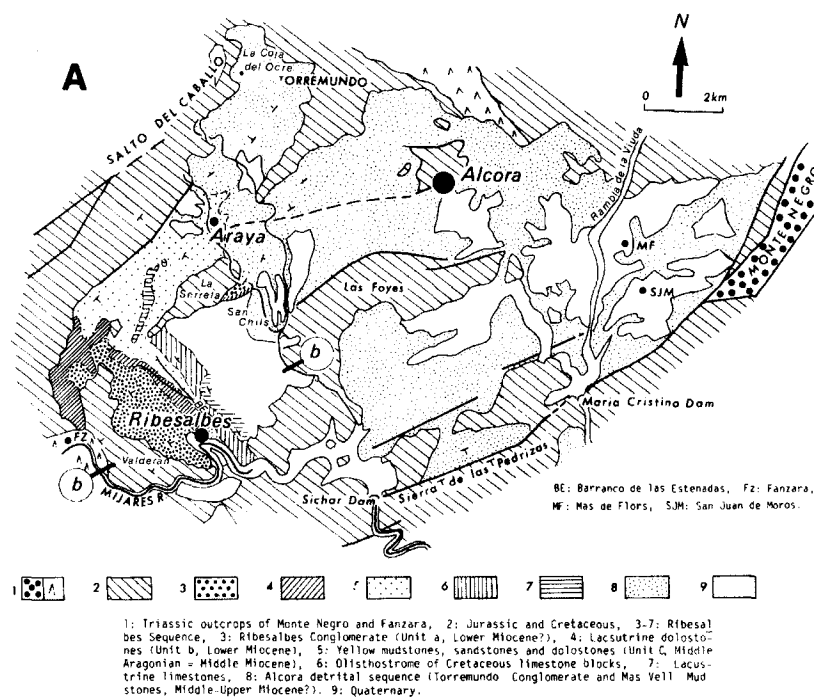 A
N
0 2km
La Coja
del Ocre
TORREMUNDO
SALTO DEL CABALLO
Alcora
Rambla de la Viuda
MONTE NEGRO
Araya
MF
SJM
La
Serrela
Las Foyes
San
Chils
b
Ribesalbes
Maria Cristina Dam
FZ
Valderán
b
MIJARES R.
Sichar Dam
Sierra de las Pedrizas
BE: Barranco de las Estenadas, Fz: Fanzara,
MF: Mas de Flors, SJM: San Juan de Moros.
1 2 3 4 5 6 7 8 9
1: Triassic outcrops of Monte Negro and Fanzara, 2: Jurassic and Cretaceous, 3-7: Ribesal
bes Sequence, 3: Ribesalbes Conglomerate (Unit a, Lower Miocene?), 4: Lacsutrine dolosto-
nes (Unit b, Lower Miocene), 5: Yellow mudstones, sandstones and dolostones (Unit C, Middle
Aragonian = Middle Miocene), 6: Olisthostrome of Cretaceous limestone blocks, 7: Lacus-
trine limestones, 8: Alcora detrital sequence (Torremundo Conglomerate and Mas Vell Mud
stones, Middle-Upper Miocene?). 9: Quaternary.